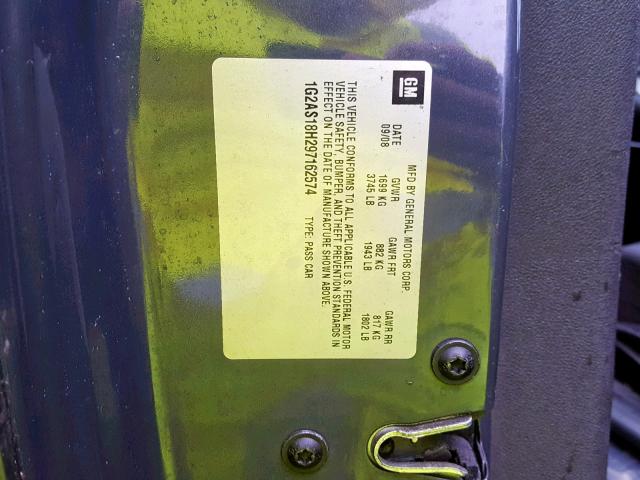 GM
MFD BY GENERAL MOTORS CORP.
DATE GVWR GAWR FRT GAWR RR
09/08 1699 KG 882 KG 817 KG
3745 LB 1943 LB 1802 LB
THIS VEHICLE CONFORMS TO ALL APPLICABLE U.S. FEDERAL MOTOR
VEHICLE SAFETY, BUMPER, AND THEFT PREVENTION STANDARDS IN
EFFECT ON THE DATE OF MANUFACTURE SHOWN ABOVE.
1G2AS18H297162574 TYPE: PASS CAR